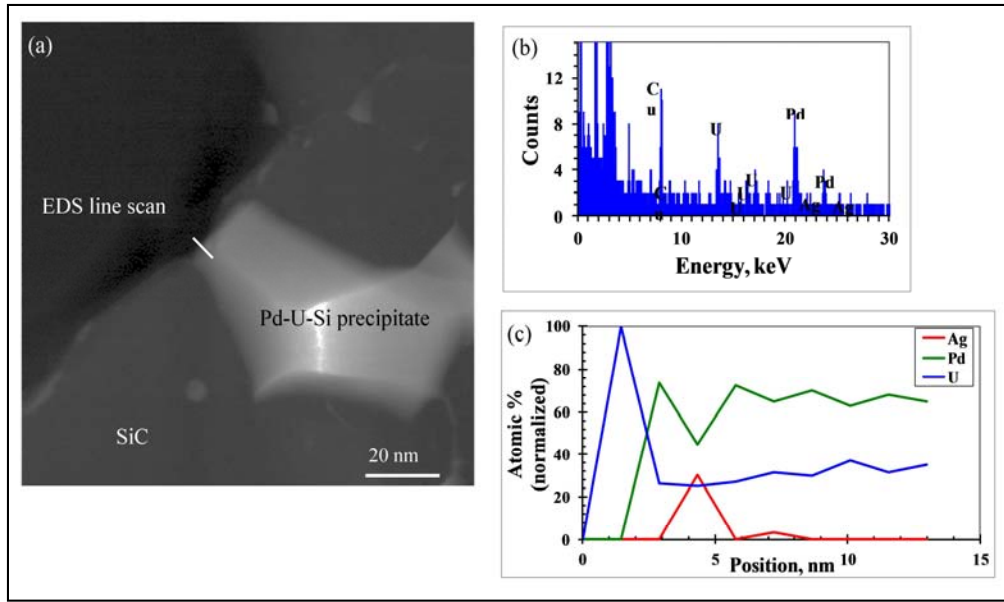 (a)
EDS line scan
Pd-U-Si precipitate
SiC
20 nm
(b)
Counts
12
8
4
0
C
u
U
Pd
U
Pd
0
10
20
30
Energy, keV
(c)
Atomic %
(normalized)
100
80
60
40
20
0
Ag
Pd
U
0
5
10
15
Position, nm